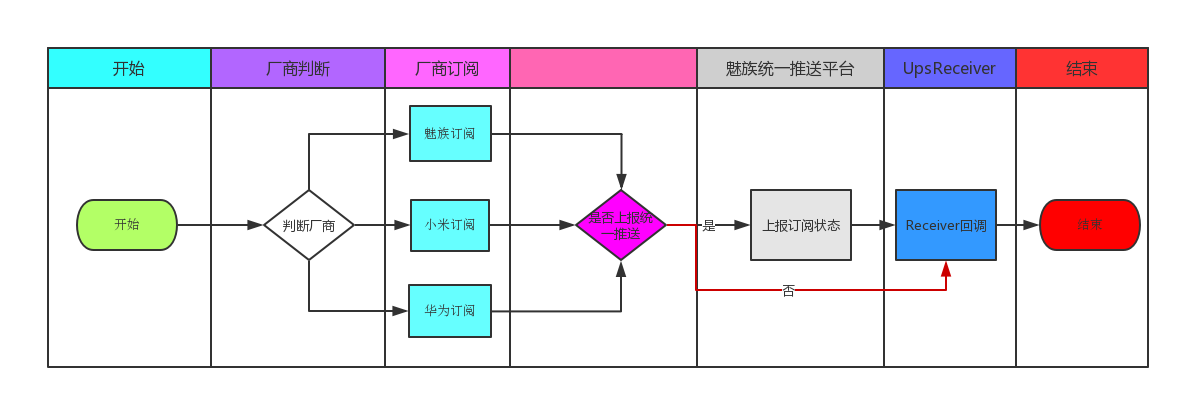 开始
厂商判断
厂商订阅
魅族统一推送平台
UpsReceiver
结束
魅族订阅
开始
判断厂商
小米订阅
是否上报统
一推送
是
上报订阅状态
Receiver回调
结束
否
华为订阅